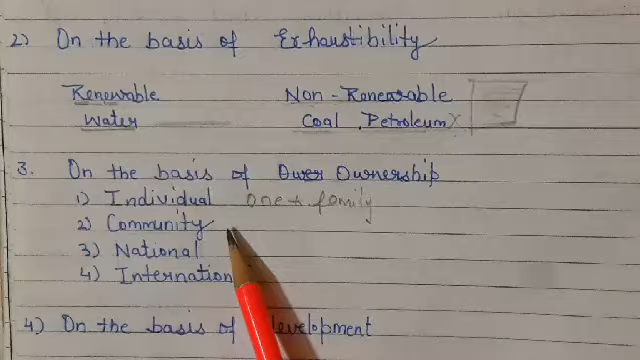 2) On the basis of Exhaustibility
Renewable Non-Renewable
Water Coal, Petroleum
3. On the basis of Ownership
1) Individual One + family
2) Community
3) National
4) Internation
4) On the basis of development